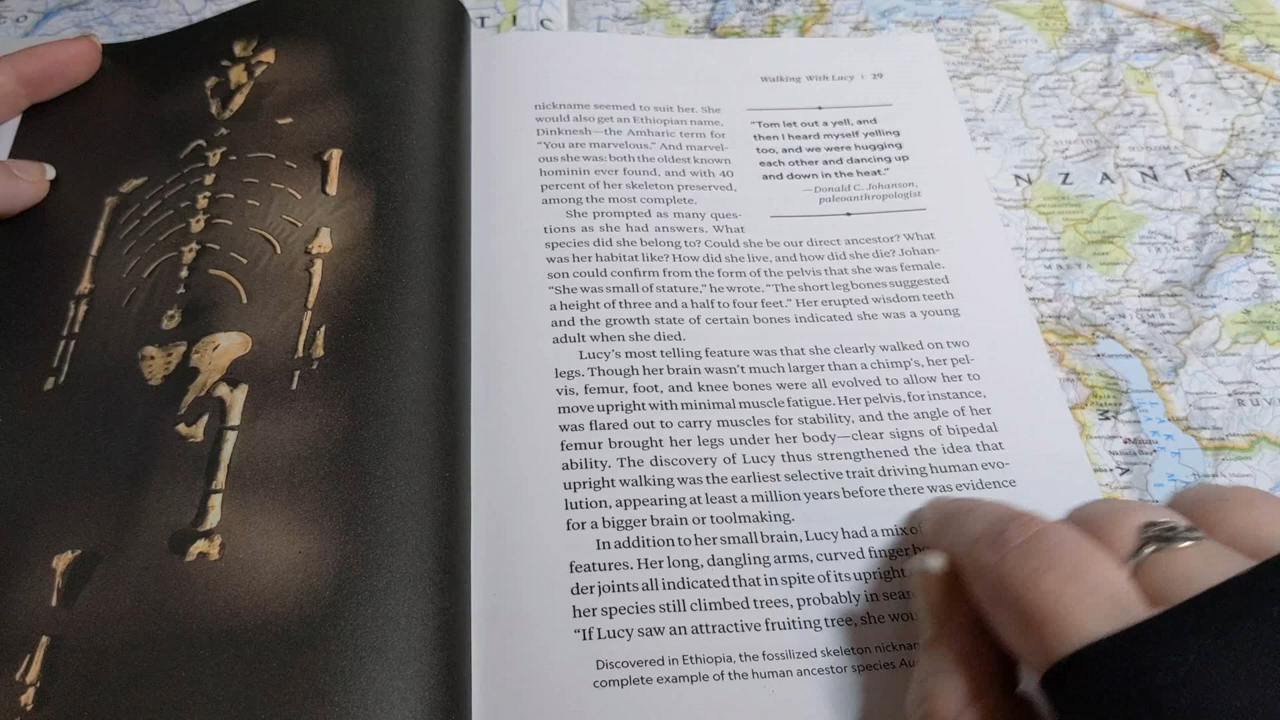 Walking With Lucy | 29
nickname seemed to suit her. She
would also get an Ethiopian name,
Dinknesh—the Amharic term for
"You are marvelous." And marvel-
ous she was: both the oldest known
hominin ever found, and with 40
percent of her skeleton preserved,
among the most complete.
She prompted as many ques-
tions as she had answers. What
"Tom let out a yell, and
then I heard myself yelling
too, and we were hugging
each other and dancing up
and down in the heat."
—Donald C. Johanson,
paleoanthropologist
species did she belong to? Could she be our direct ancestor? What
was her habitat like? How did she live, and how did she die? Johan-
son could confirm from the form of the pelvis that she was female.
"She was small of stature," he wrote. "The short leg bones suggested
a height of three and a half to four feet." Her erupted wisdom teeth
and the growth state of certain bones indicated she was a young
adult when she died.
Lucy's most telling feature was that she clearly walked on two
legs. Though her brain wasn't much larger than a chimp's, her pel-
vis, femur, foot, and knee bones were all evolved to allow her to
move upright with minimal muscle fatigue. Her pelvis, for instance,
was flared out to carry muscles for stability, and the angle of her
femur brought her legs under her body—clear signs of bipedal
ability. The discovery of Lucy thus strengthened the idea that
upright walking was the earliest selective trait driving human evo-
lution, appearing at least a million years before there was evidence
for a bigger brain or toolmaking.
In addition to her small brain, Lucy had a mix
features. Her long, dangling arms, curved finger
der joints all indicated that in spite of its upright
her species still climbed trees, probably in
"If Lucy saw an attractive fruiting tree, she
Discovered in Ethiopia, the fossilized skeleton
complete example of the human ancestor species
TIC
NZANIA
MBEYA
NJOMBE
Karonga
RUV
Mzuzu
Nkhata Bay
LAKE